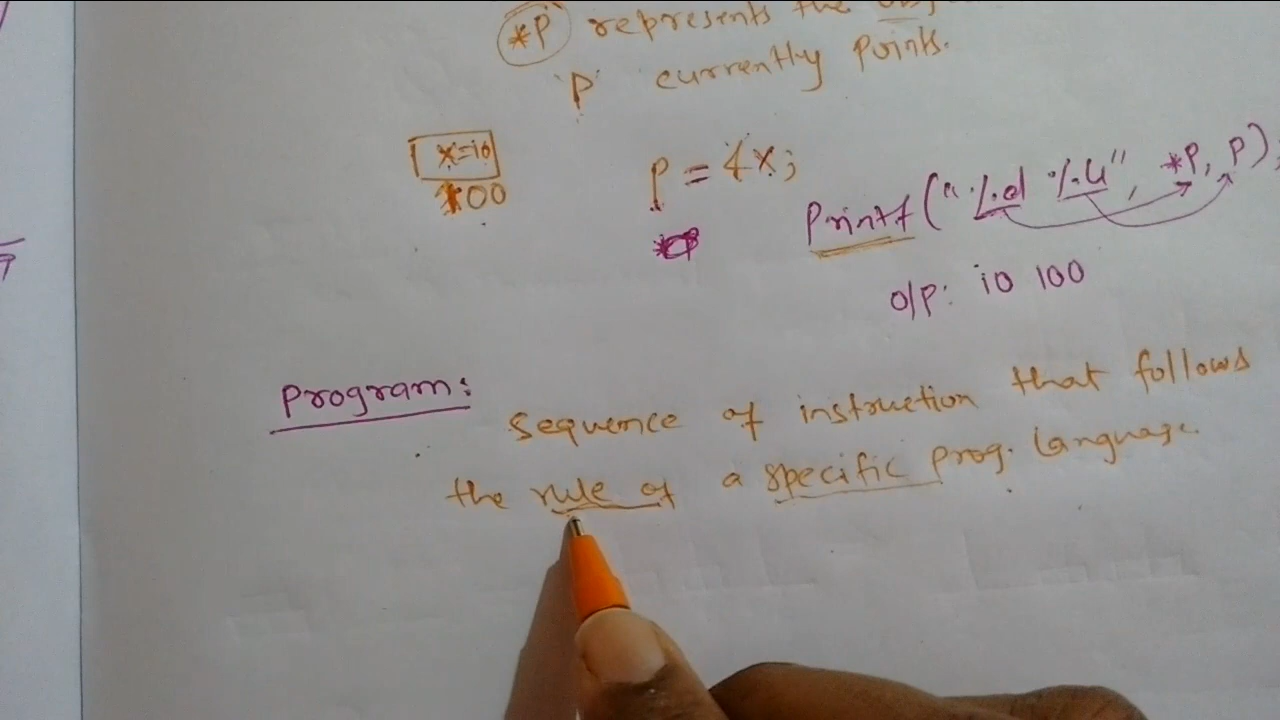 *P represents the
'P' currently points.
x=10
100
P = &x;
Printf("%d %u", *P, P);
O/P: 10 100
Program:
Sequence of instruction that follows
the rule of a specific prog. language.